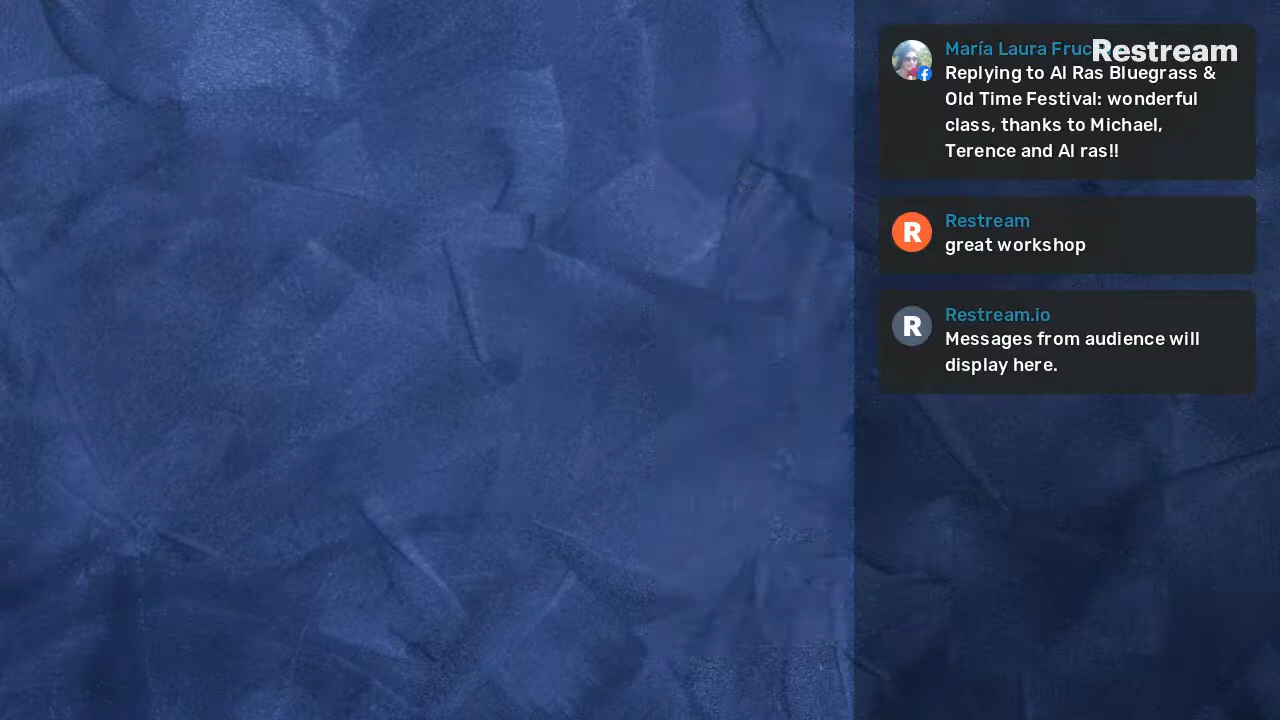 María Laura Fruc
Restream
Replying to Al Ras Bluegrass &
Old Time Festival: wonderful
class, thanks to Michael,
Terence and Al ras!!
Restream
great workshop
Restream.io
Messages from audience will
display here.